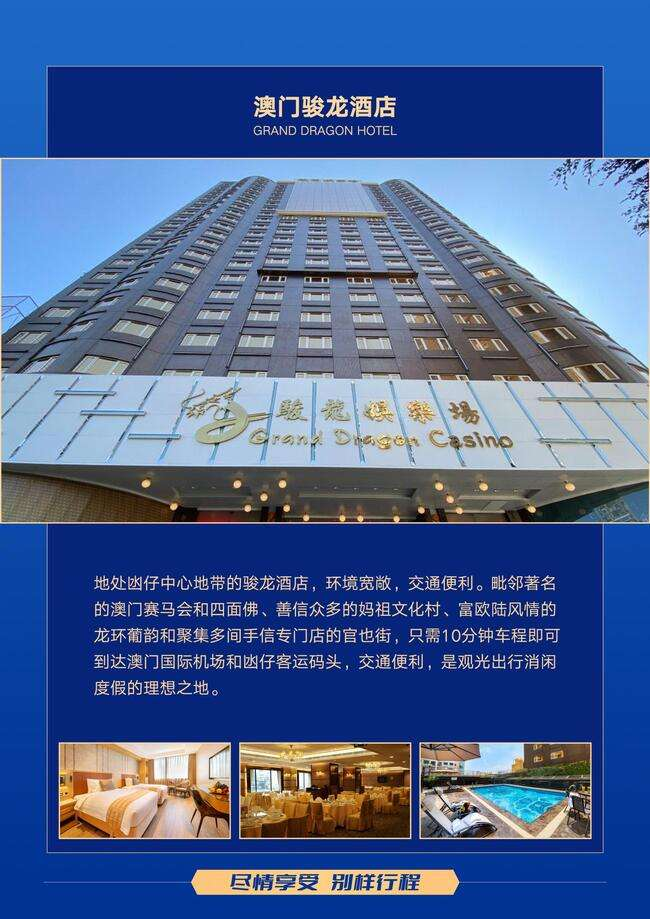 澳门骏龙酒店
GRAND DRAGON HOTEL
駿龍娛樂場
Grand Dragon Casino
地处凼仔中心地带的骏龙酒店，环境宽敞，交通便利。毗邻著名
的澳门赛马会和四面佛、善信众多的妈祖文化村、富欧陆风情的
龙环葡韵和聚集多间手信专门店的官也街，只需10分钟车程即可
到达澳门国际机场和凼仔客运码头，交通便利，是观光出行消闲
度假的理想之地。
尽情享受 别样行程